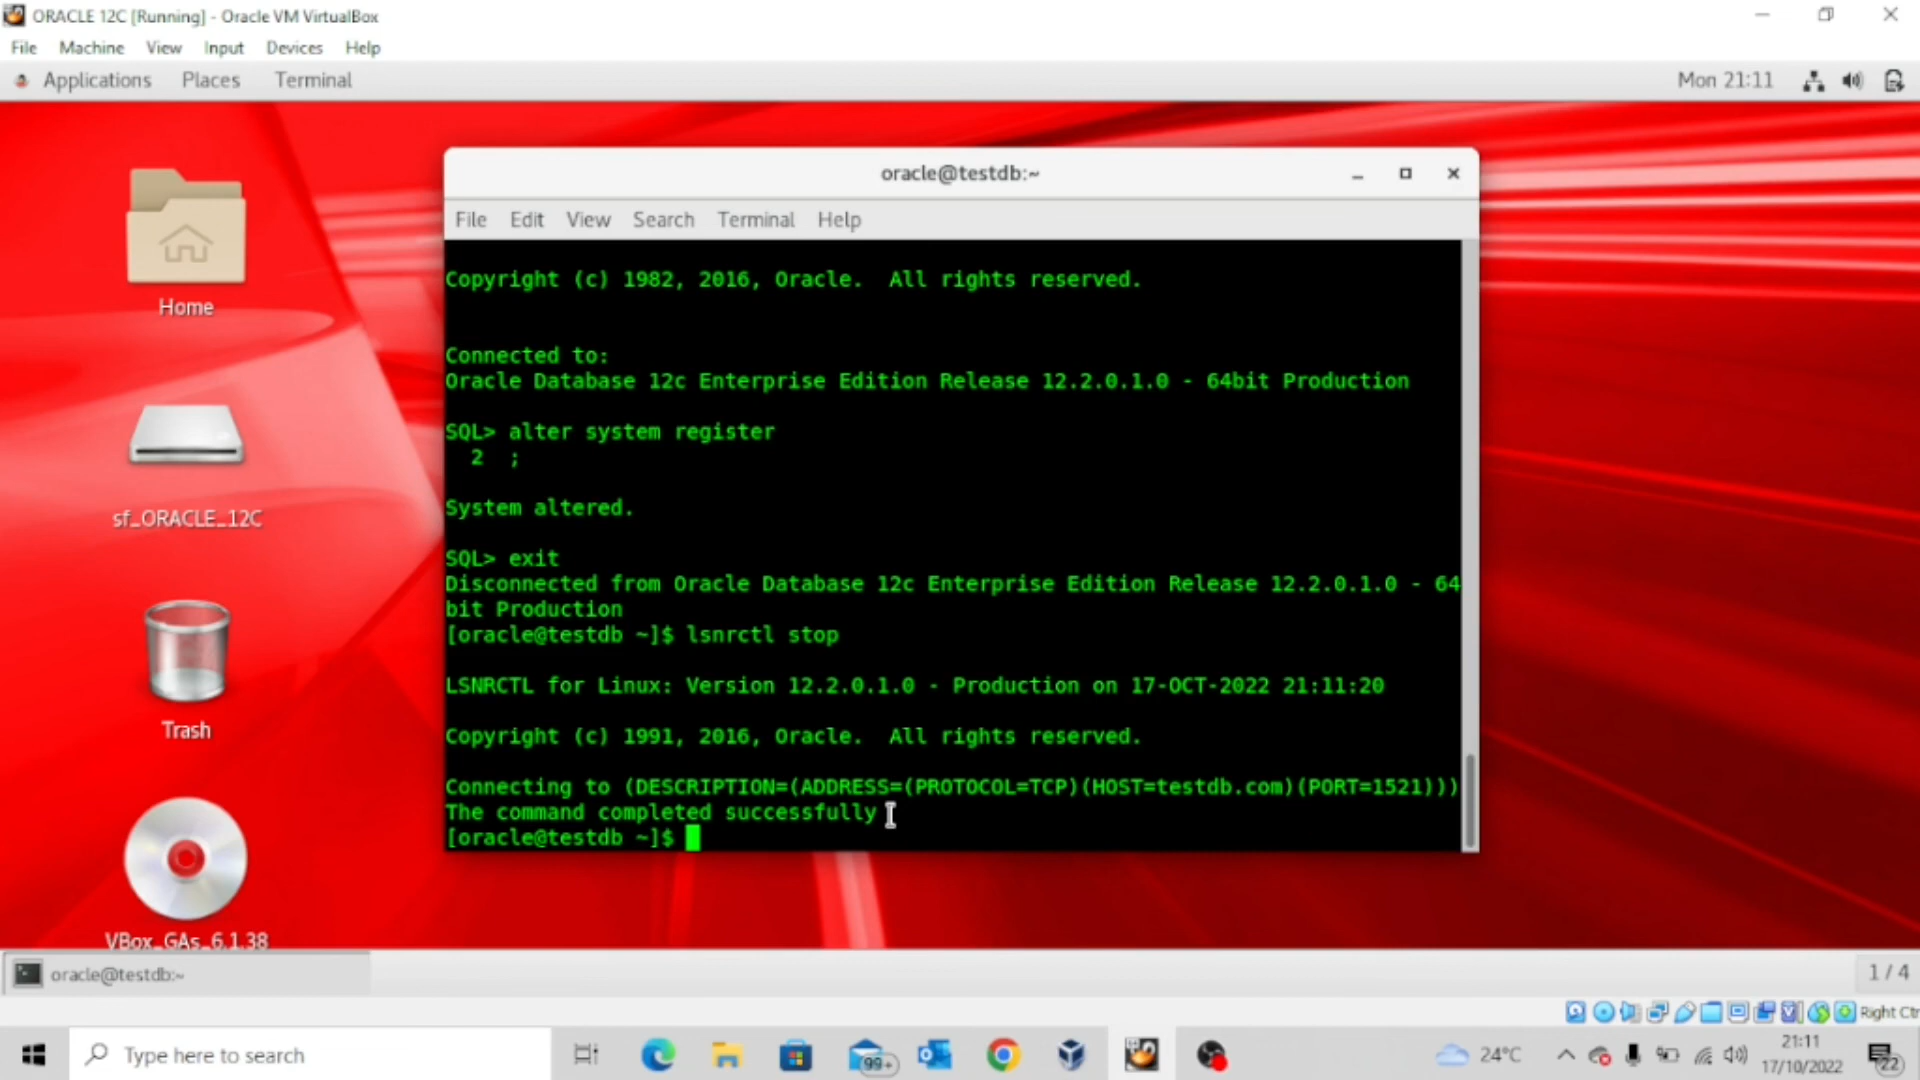 ORACLE 12C [Running] - Oracle VM VirtualBox
File Machine View Input Devices Help
Applications Places Terminal Mon 21:11
oracle@testdb:~
File Edit View Search Terminal Help
Copyright (c) 1982, 2016, Oracle.  All rights reserved.
Connected to:
Oracle Database 12c Enterprise Edition Release 12.2.0.1.0 - 64bit Production
SQL> alter system register
  2  ;
System altered.
SQL> exit
Disconnected from Oracle Database 12c Enterprise Edition Release 12.2.0.1.0 - 64
bit Production
[oracle@testdb ~]$ lsnrctl stop
LSNRCTL for Linux: Version 12.2.0.1.0 - Production on 17-OCT-2022 21:11:20
Copyright (c) 1991, 2016, Oracle.  All rights reserved.
Connecting to (DESCRIPTION=(ADDRESS=(PROTOCOL=TCP)(HOST=testdb.com)(PORT=1521)))
The command completed successfully
[oracle@testdb ~]$
Home
sf_ORACLE_12C
Trash
VBox_GAs_6.1.38
oracle@testdb:~
1 / 4
Right Ctr
Type here to search
99+
24°C
21:11
17/10/2022
22